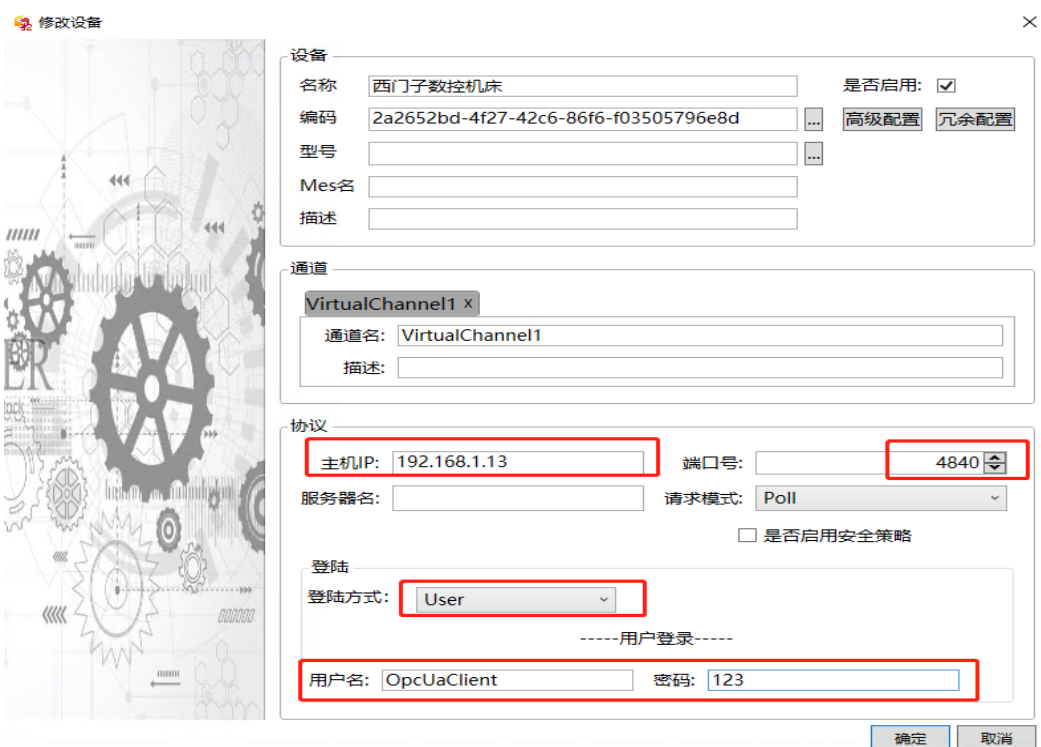 修改设备
设备
名称 西门子数控机床 是否启用:
编码 2a2652bd-4f27-42c6-86f6-f03505796e8d ... 高级配置 冗余配置
型号 ...
Mes名
描述
通道
VirtualChannel1 x
通道名: VirtualChannel1
描述:
协议
主机IP: 192.168.1.13 端口号: 4840
服务器名: 请求模式: Poll
是否启用安全策略
登陆
登陆方式: User
-----用户登录-----
用户名: OpcUaClient 密码: 123
确定 取消
ER